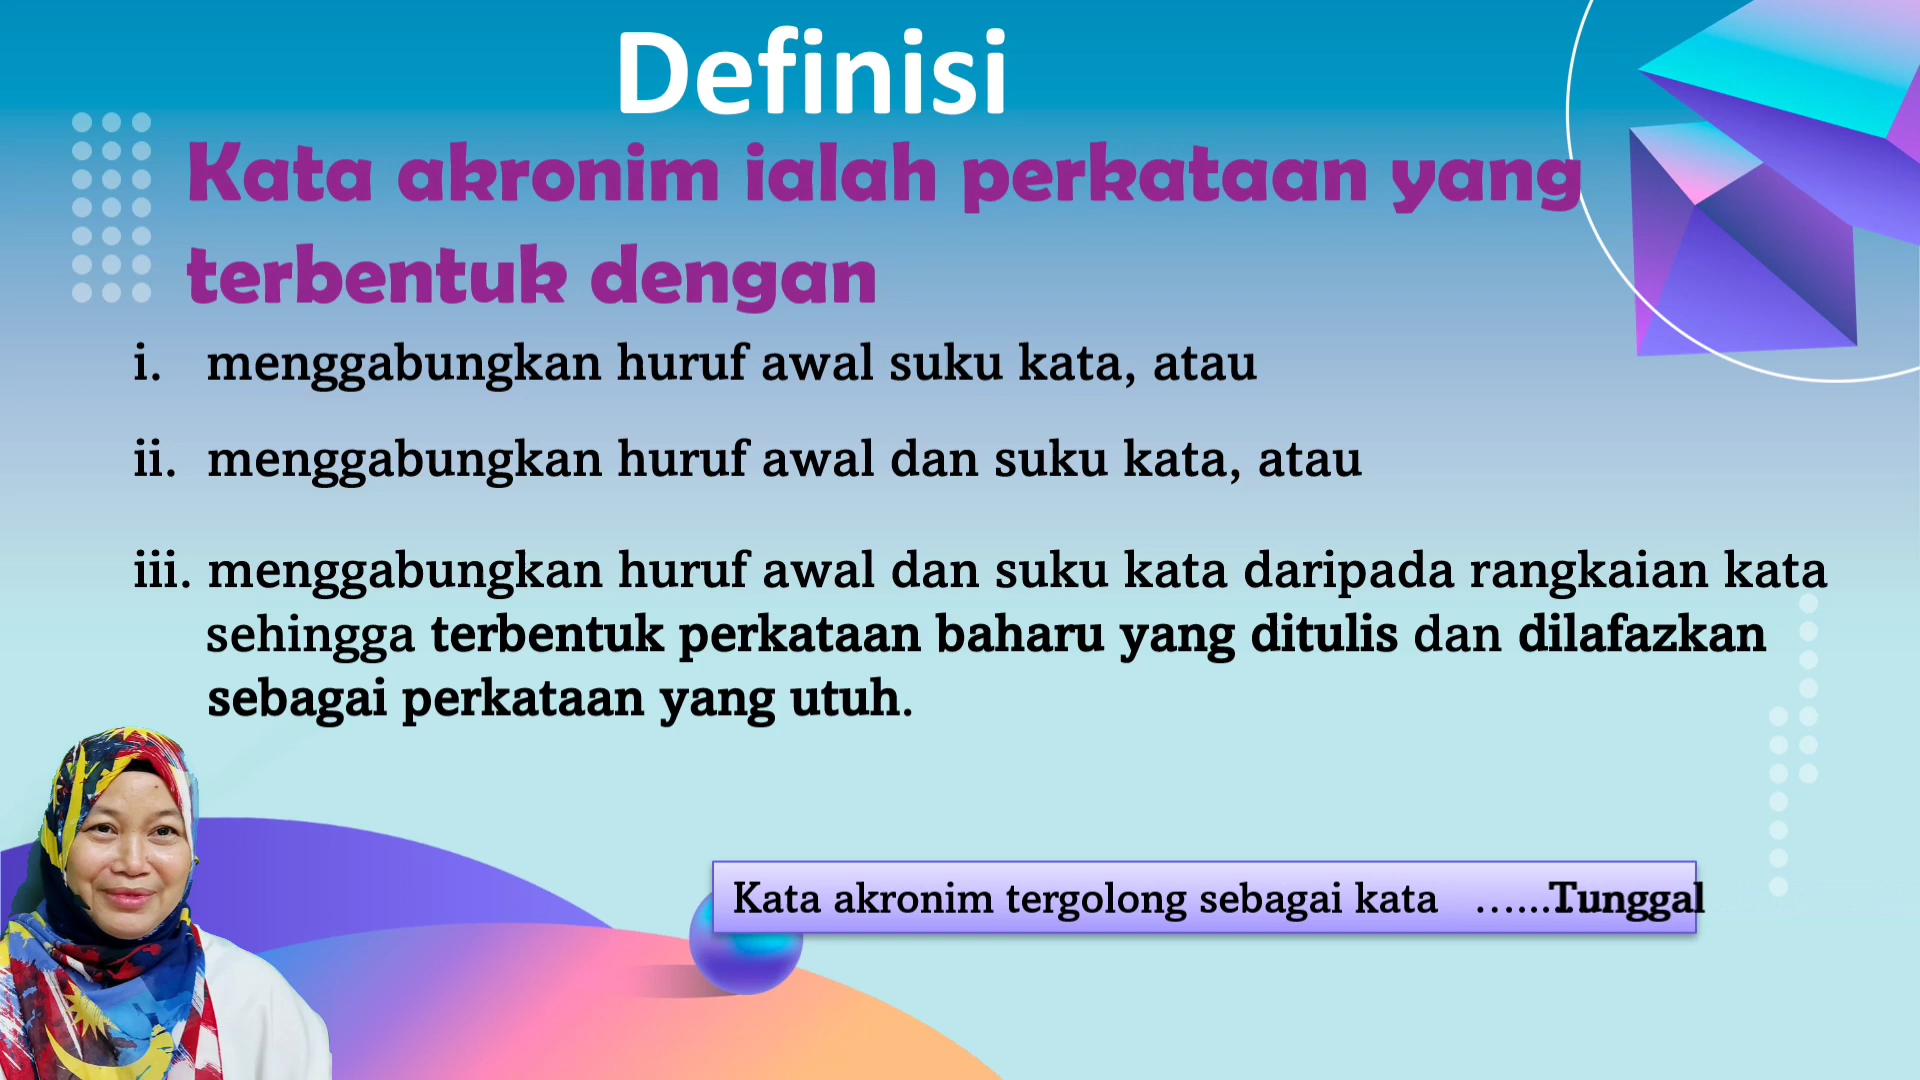 Definisi
Kata akronim ialah perkataan yang
terbentuk dengan
i. menggabungkan huruf awal suku kata, atau
ii. menggabungkan huruf awal dan suku kata, atau
iii. menggabungkan huruf awal dan suku kata daripada rangkaian kata
sehingga terbentuk perkataan baharu yang ditulis dan dilafazkan
sebagai perkataan yang utuh.
Kata akronim tergolong sebagai kata ......Tunggal